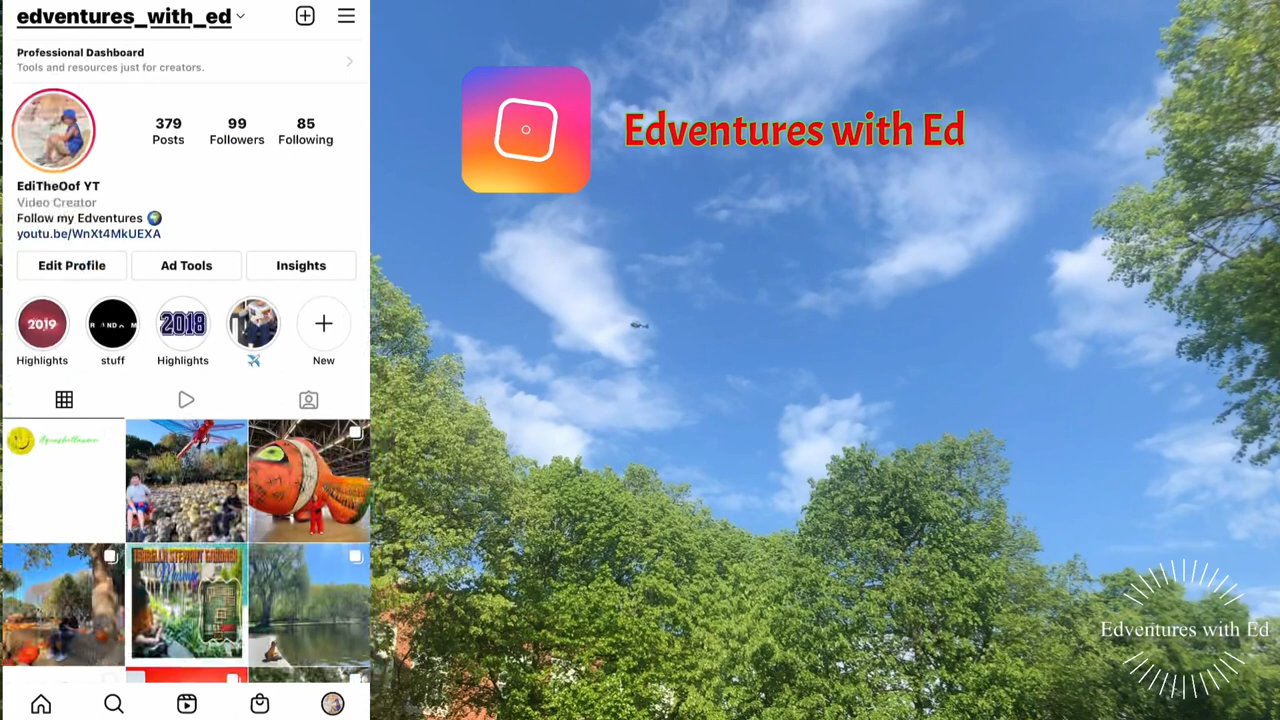 edventures_with_ed
Professional Dashboard
Tools and resources just for creators.
379
Posts
99
Followers
85
Following
EdiTheOof YT
Video Creator
Follow my Edventures
youtu.be/WnXt4MkUEXA
Edit Profile
Ad Tools
Insights
2019
2018
Highlights
stuff
Highlights
New
Edventures with Ed
Edventures with Ed